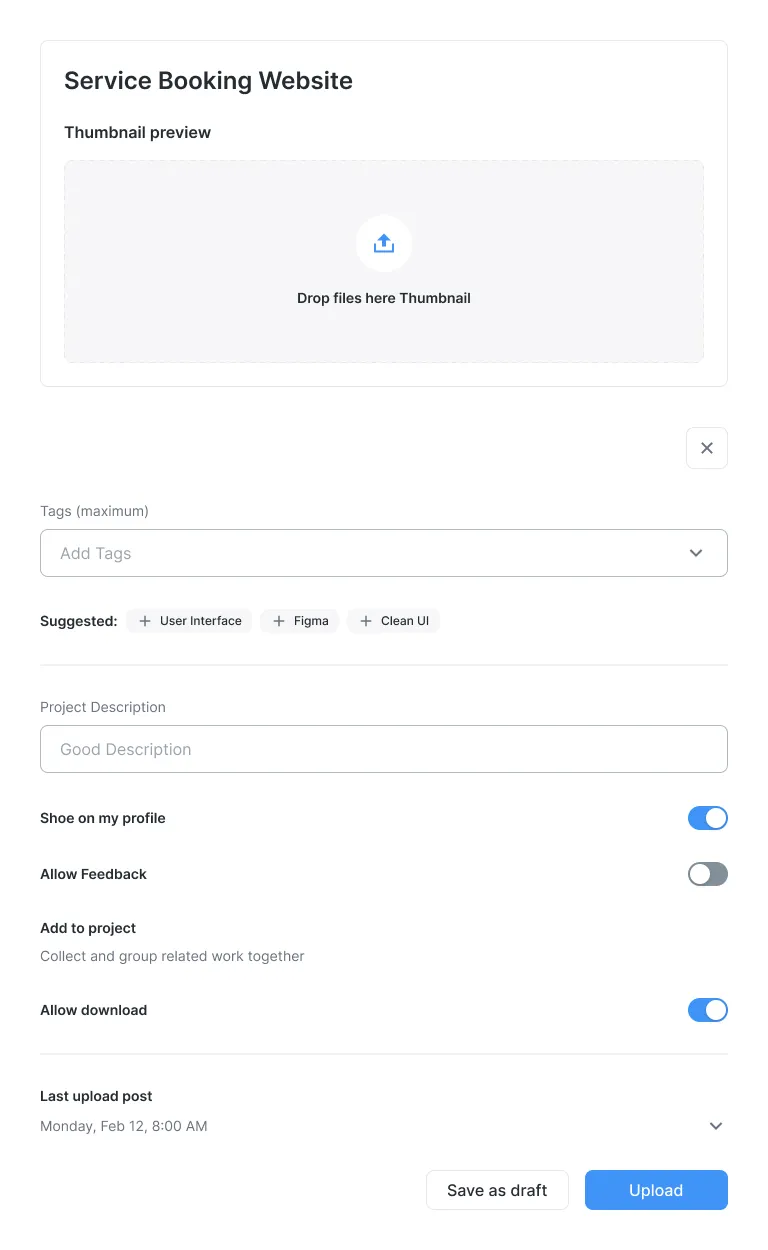 Service Booking Website
Thumbnail preview
Drop files here Thumbnail
Tags (maximum)
Add Tags
Suggested: User Interface Figma Clean UI
Project Description
Good Description
Shoe on my profile
Allow Feedback
Add to project
Collect and group related work together
Allow download
Last upload post
Monday, Feb 12, 8:00 AM
Save as draft Upload